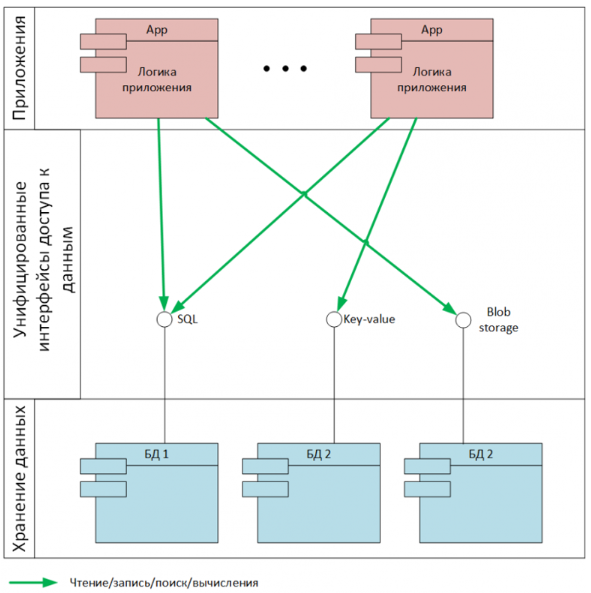 Приложения
App
Логика
приложения
App
Логика
приложения
Унифицированные
интерфейсы доступа к
данным
SQL
Key-value
Blob
storage
Хранение данных
БД 1
БД 2
БД 2
Чтение/запись/поиск/вычисления